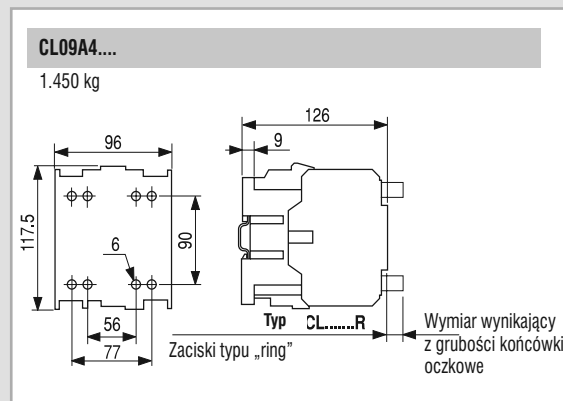 CL09A4....
1.450 kg
126
96
9
117.5
90
6
56
77
Typ CL.......R
Zaciski typu „ring”
Wymiar wynikający
z grubości końcówki
oczkowe